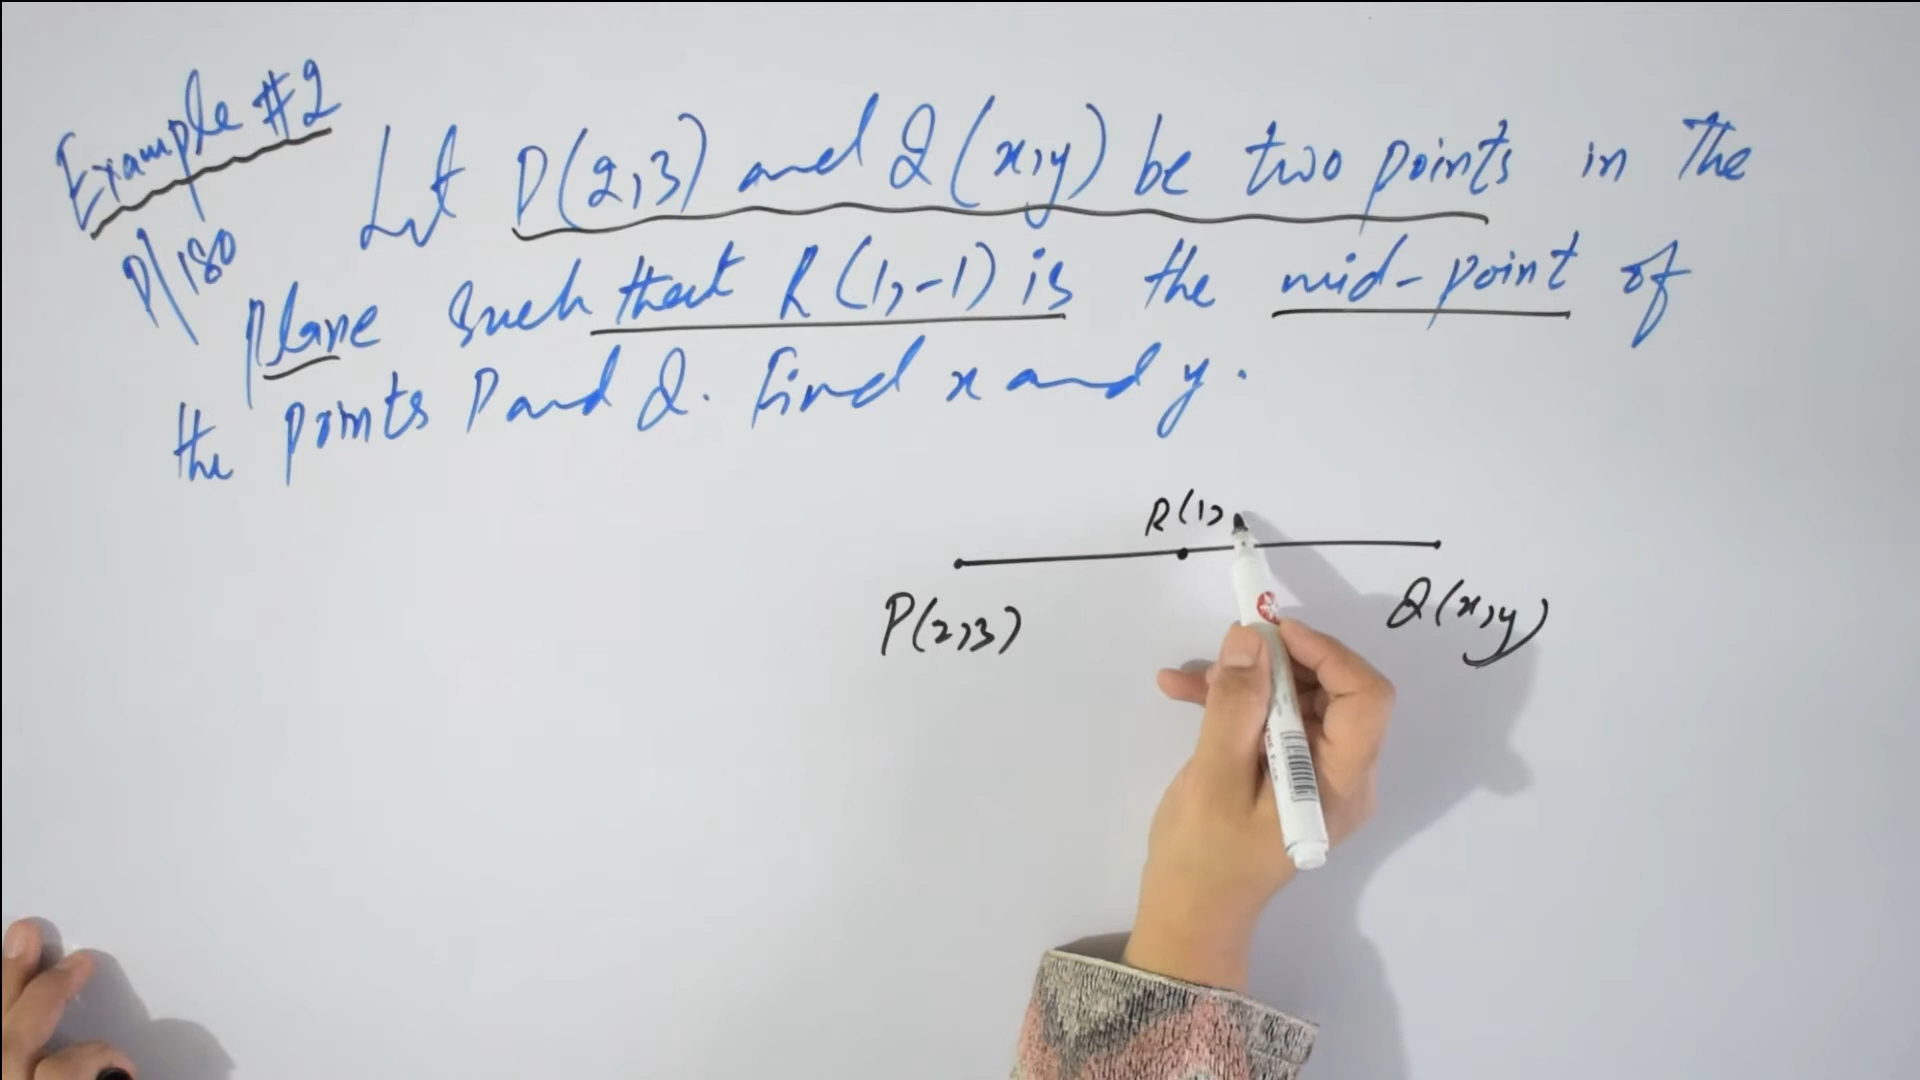 Example #2
P/180
Let P(2,3) and Q(x,y) be two points in the
plane such that R(1,-1) is the mid-point of
the points P and Q. Find x and y.
R(1,
P(2,3)
Q(x,y)